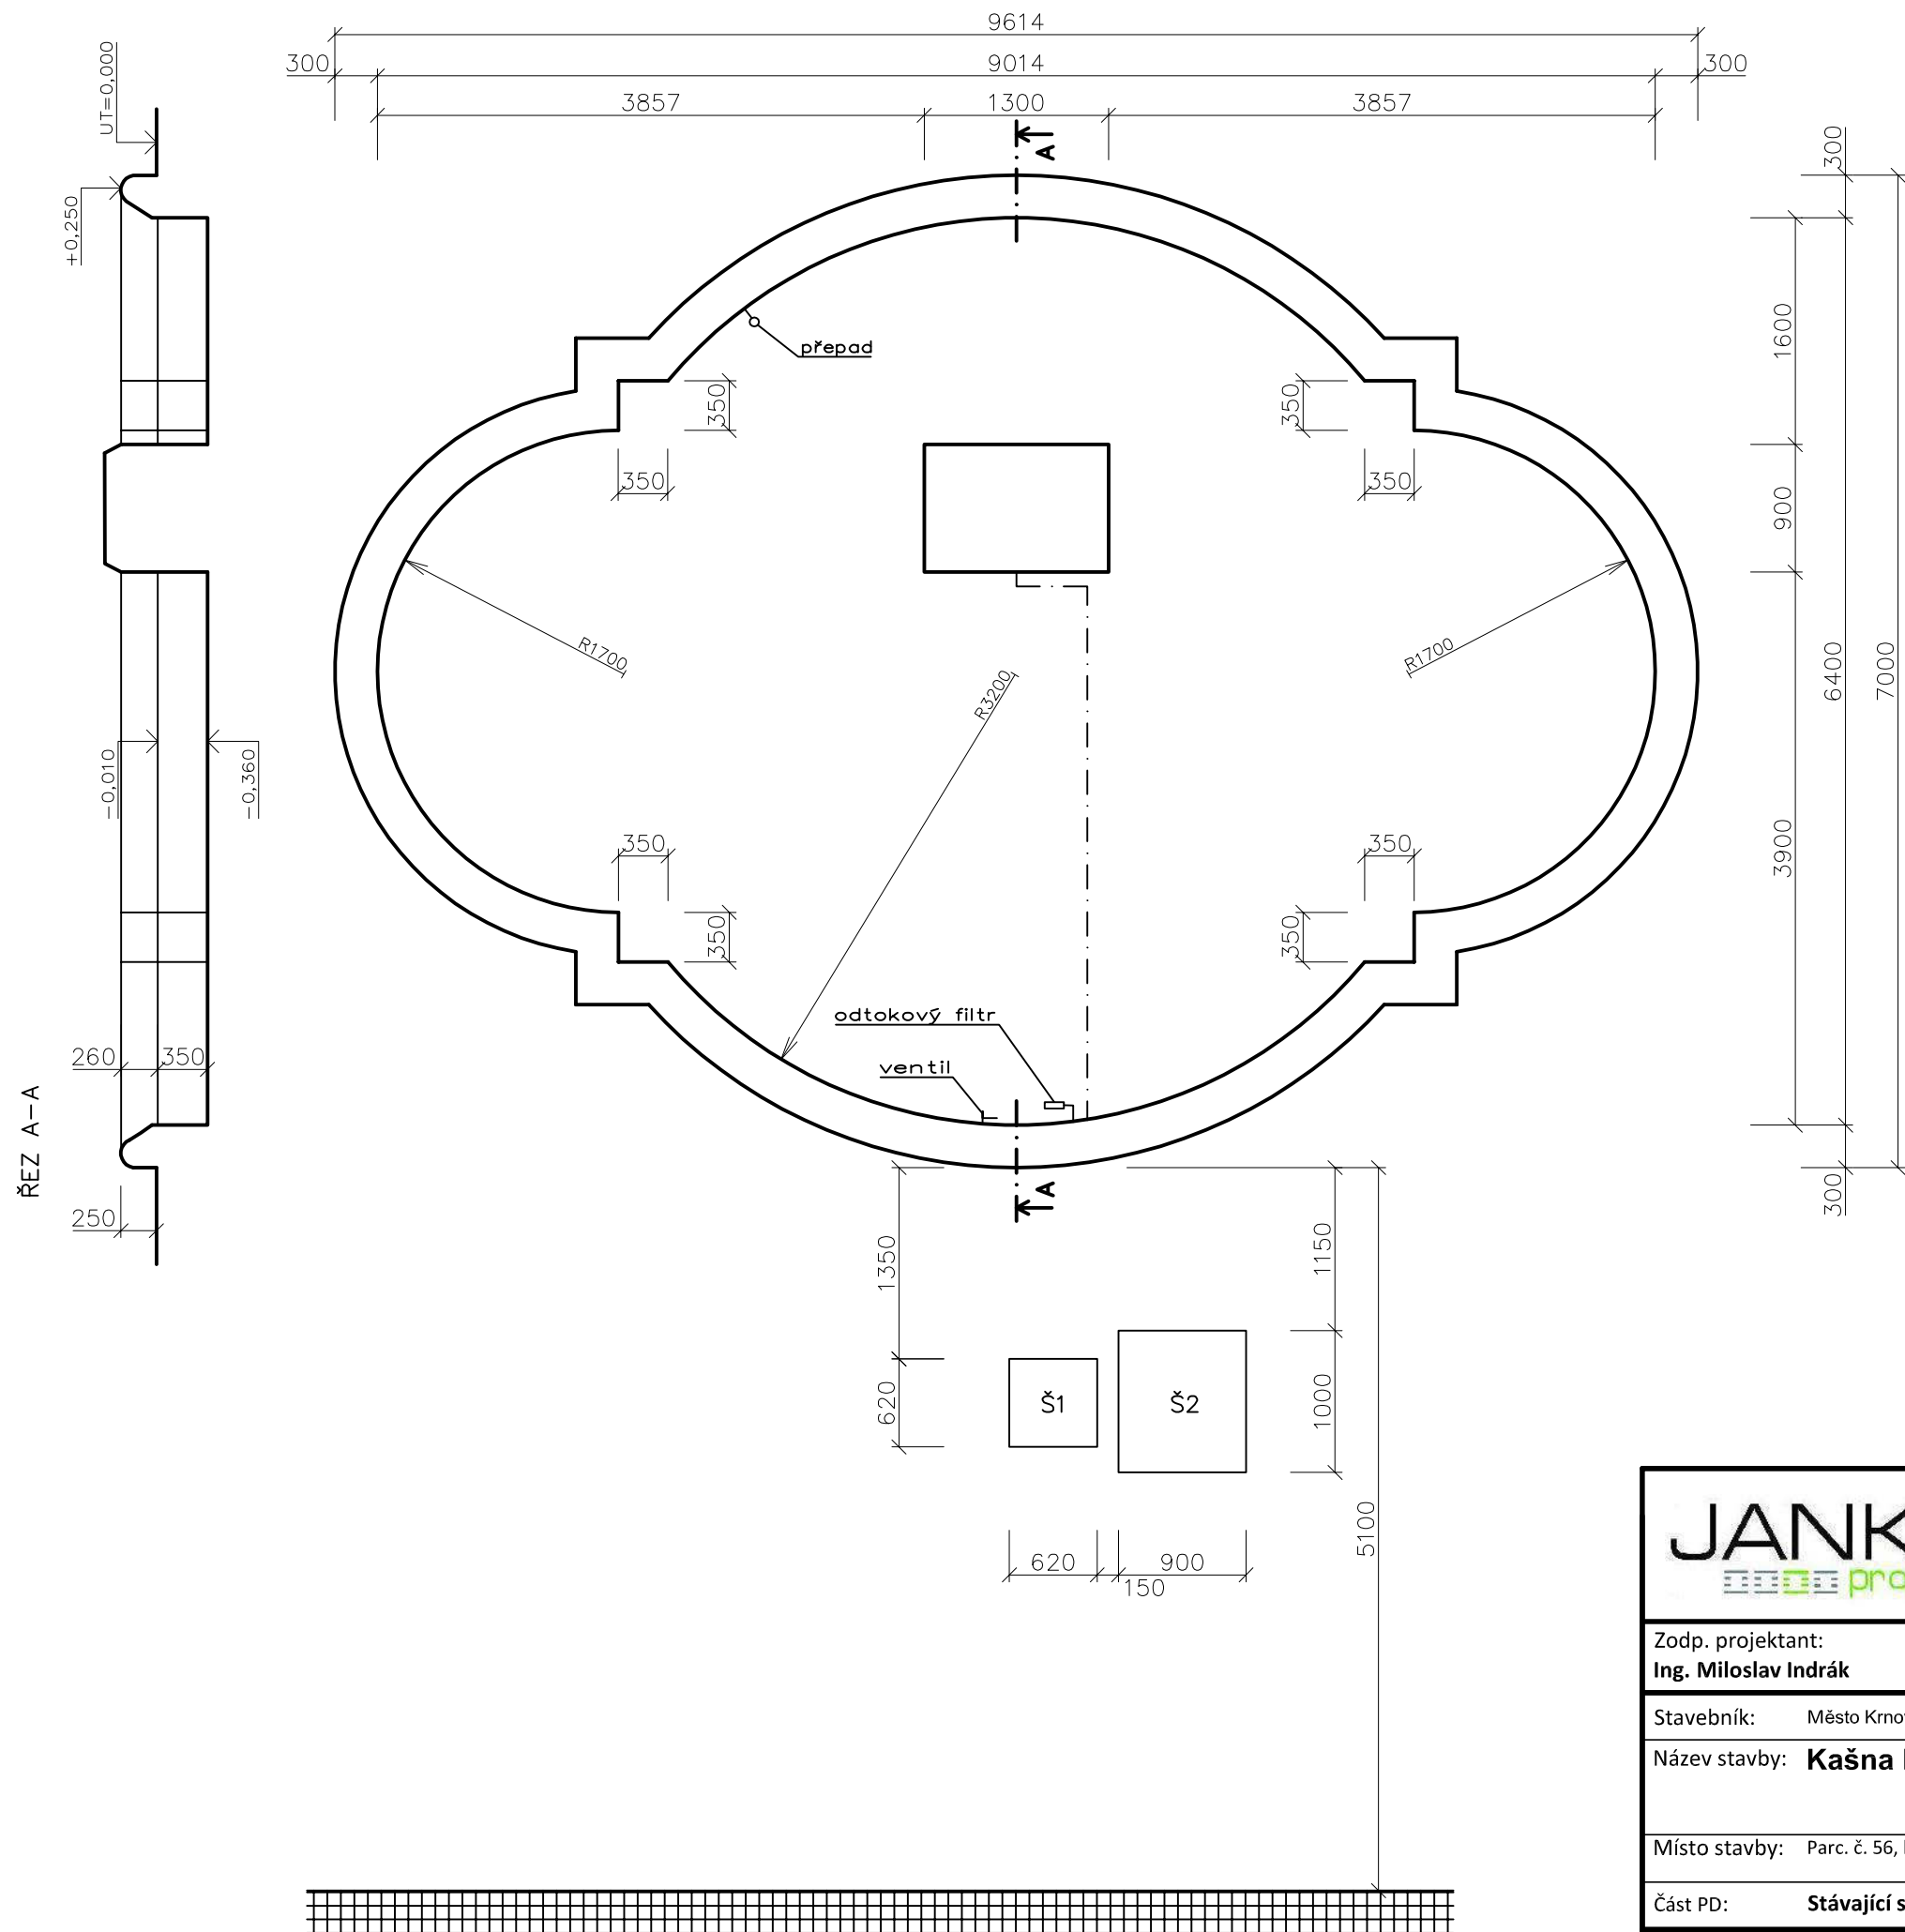 9614
300
9014
300
3857
1300
3857
UT=0,000
A
300
+0,250
1600
přepad
350
350
350
350
900
R1700
R1700
R3200
6400
7000
-0,010
-0,360
350
350
3900
350
350
odtokový filtr
260
350
ventil
ŘEZ A-A
A
250
300
1350
1150
620
Š1
Š2
1000
5100
620
900
150
JANK
pro
Zodp. projektant:
Ing. Miloslav Indrák
Stavebník: Město Krnov
Název stavby: Kašna
Místo stavby: Parc. č. 56,
Část PD: Stávající s